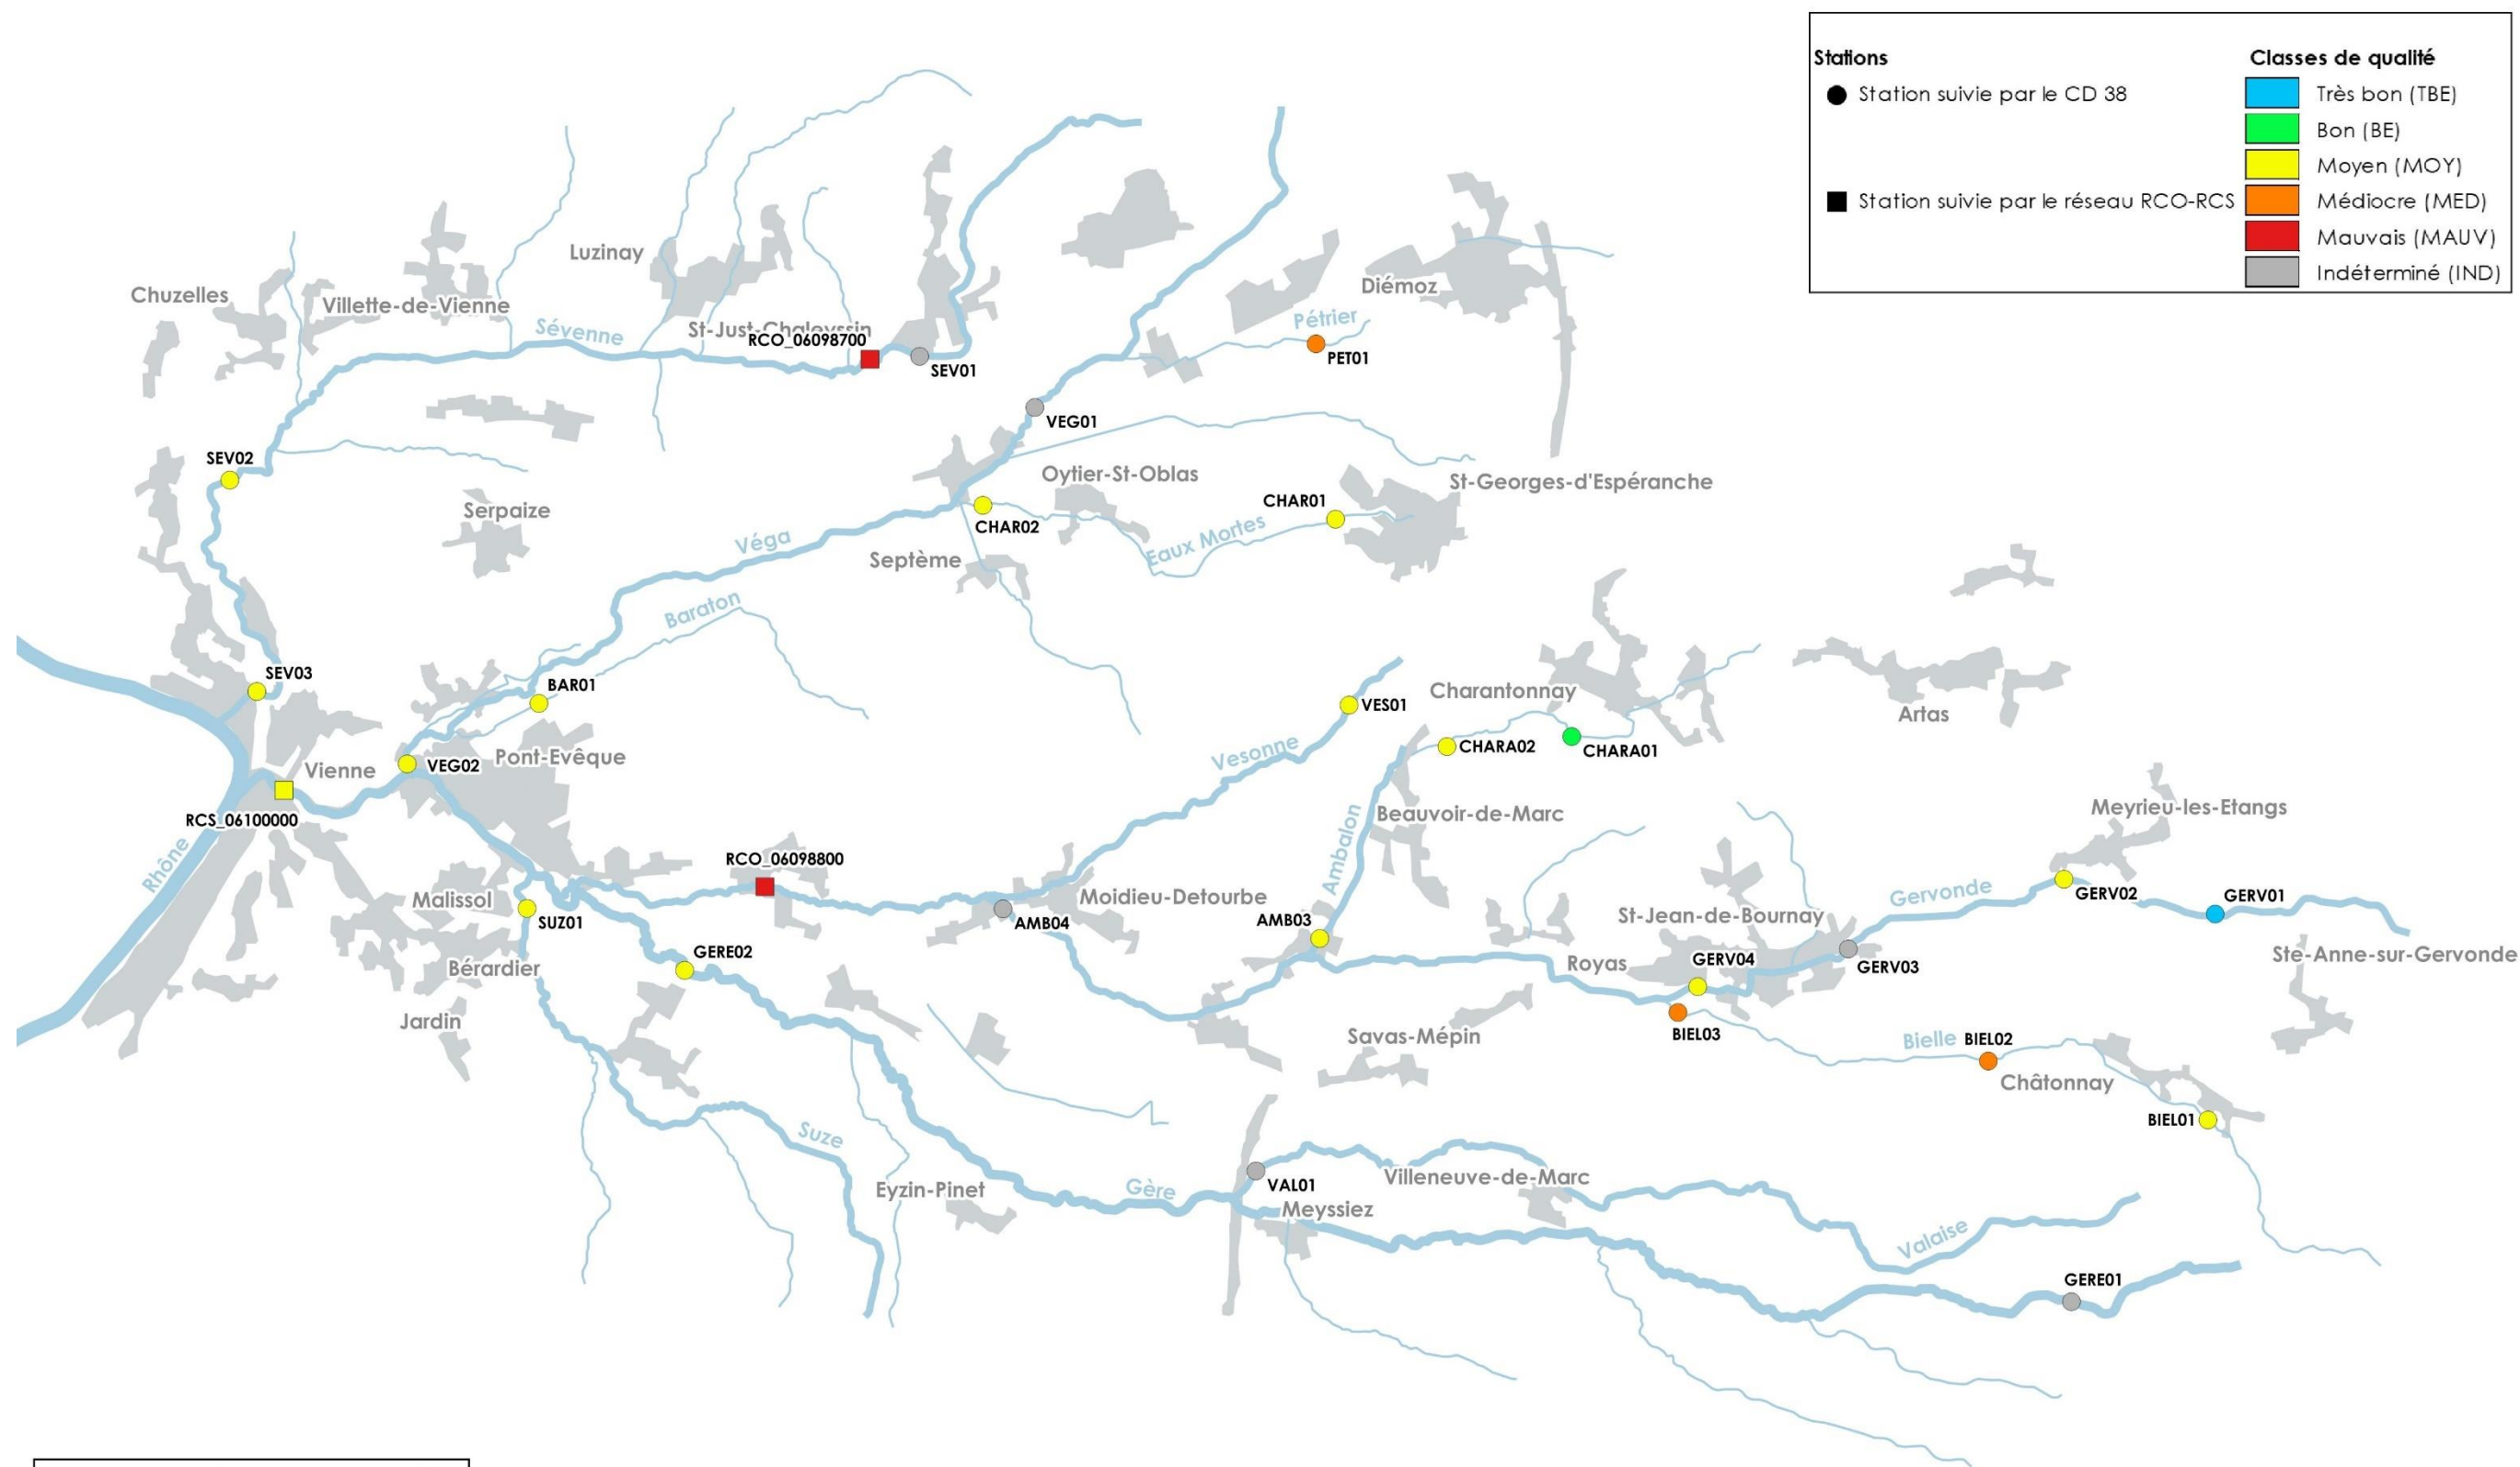 Stations
Classes de qualité
Station suivie par le CD 38
Très bon (TBE)
Bon (BE)
Moyen (MOY)
Station suivie par le réseau RCO-RCS
Médiocre (MED)
Mauvais (MAUV)
Indéterminé (IND)
Luzinay
Diémoz
Chuzelles
Villette-de-Vienne
Pétrier
Sévenne
St-Just-Chaleyssin
RCO_06098700
PET01
SEV01
VEG01
SEV02
Oytier-St-Oblas
St-Georges-d'Espéranche
CHAR01
Serpaize
CHAR02
Eaux Mortes
Véga
Septème
Baraton
SEV03
BAR01
Charantonnay
VES01
Artas
CHARA02
CHARA01
Vesonne
Pont-Evêque
VEG02
Vienne
Meyrieu-les-Etangs
Beauvoir-de-Marc
RCS_06100000
Ambalon
Rhône
RCO_06098800
Gervonde
GERV02
GERV01
Moidieu-Detourbe
Malissol
St-Jean-de-Bournay
AMB03
SUZ01
AMB04
GERE02
Ste-Anne-sur-Gervonde
GERV04
Royas
GERV03
Bérardier
Jardin
BIEL03
Savas-Mépin
Bielle
BIEL02
Châtonnay
BIEL01
Suze
Villeneuve-de-Marc
VAL01
Eyzin-Pinet
Gère
Meyssiez
Valaise
GERE01